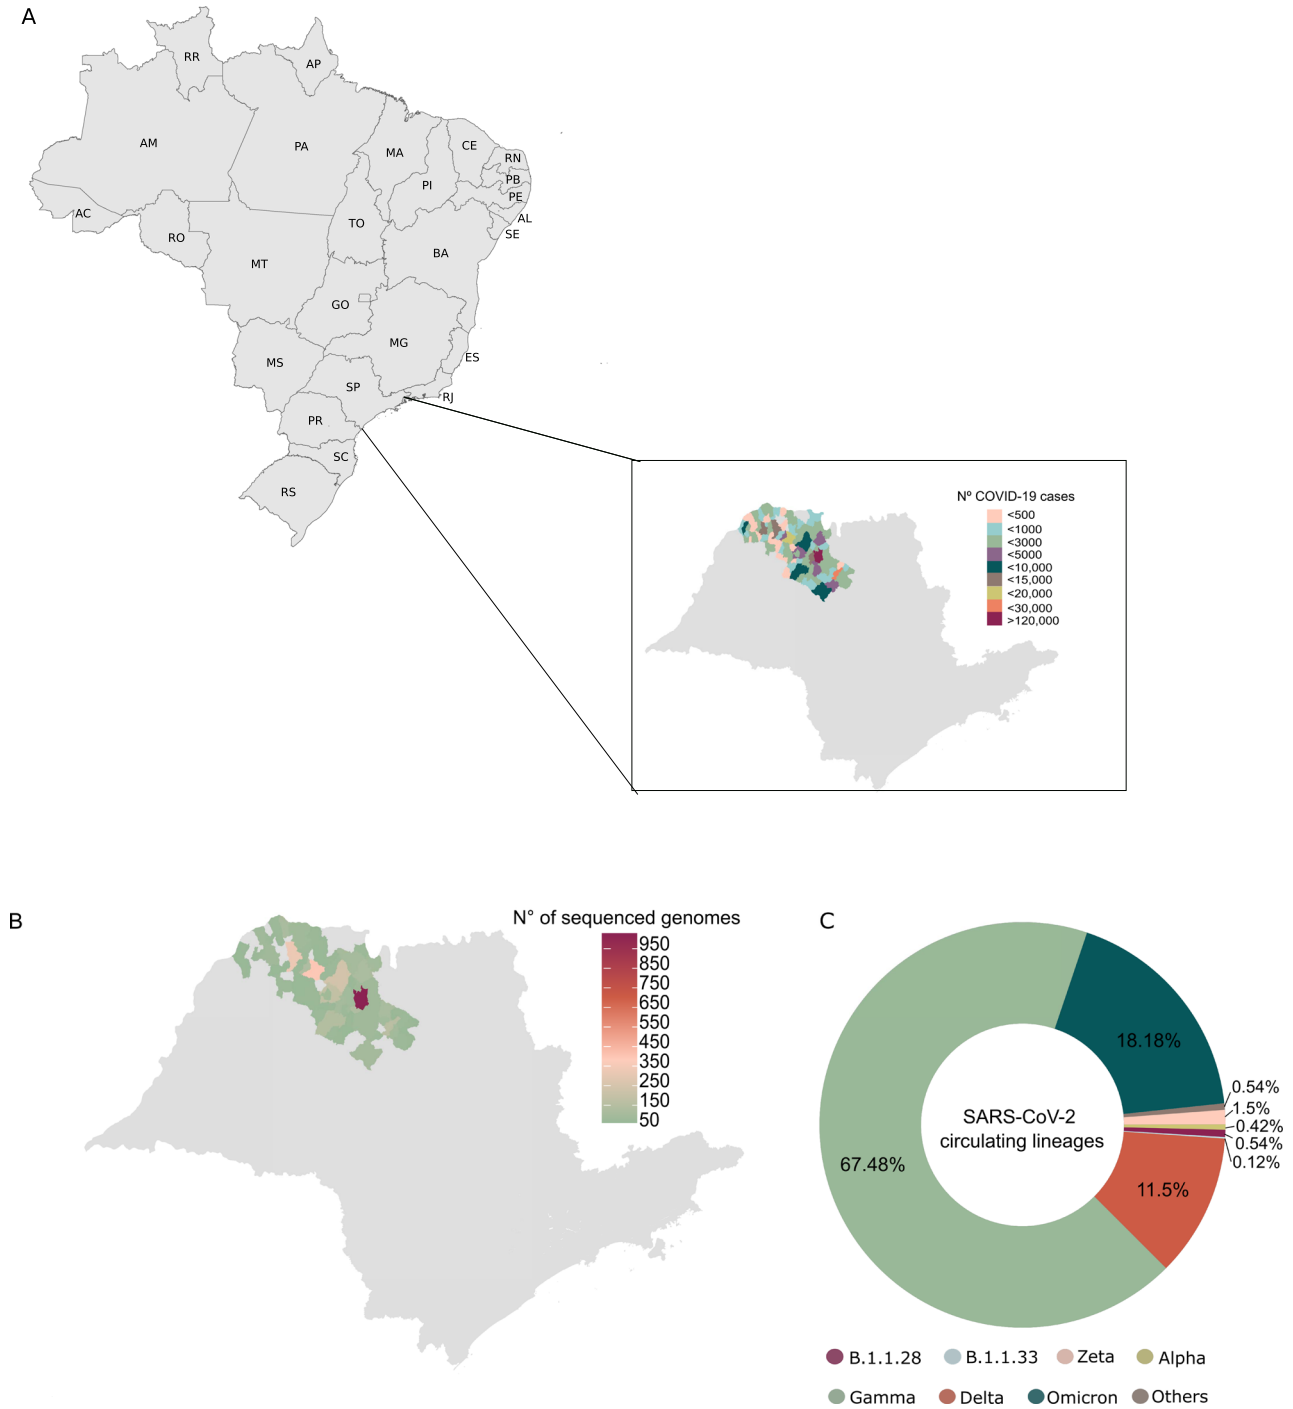 A
RR
AP
AM
PA
MA
CE
RN
PB
PI
PE
AC
TO
AL
SE
RO
BA
MT
GO
MG
MS
ES
SP
RJ
PR
SC
RS
Nº COVID-19 cases
<500
<1000
<3000
<5000
<10,000
<15,000
<20,000
<30,000
>120,000
B
N° of sequenced genomes
950
850
750
650
550
450
350
250
150
50
C
18.18%
0.54%
1.5%
0.42%
0.54%
0.12%
SARS-CoV-2
circulating lineages
67.48%
11.5%
B.1.1.28 B.1.1.33 Zeta Alpha
Gamma Delta Omicron Others